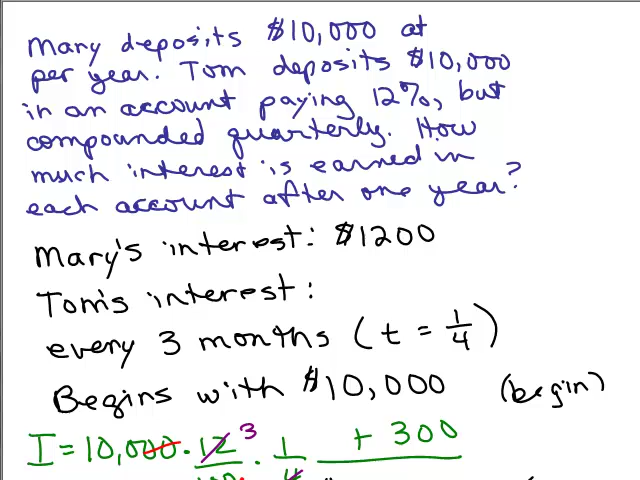 Mary deposits $10,000 at
per year. Tom deposits $10,000
in an account paying 12%, but
compounded quarterly. How
much interest is earned in
each account after one year?
Mary's interest: $1200
Tom's interest:
every 3 months (t = 1/4)
Begins with $10,000 (begin)
I = 10,000 · 12 3 / 100 · 1/4 + 300